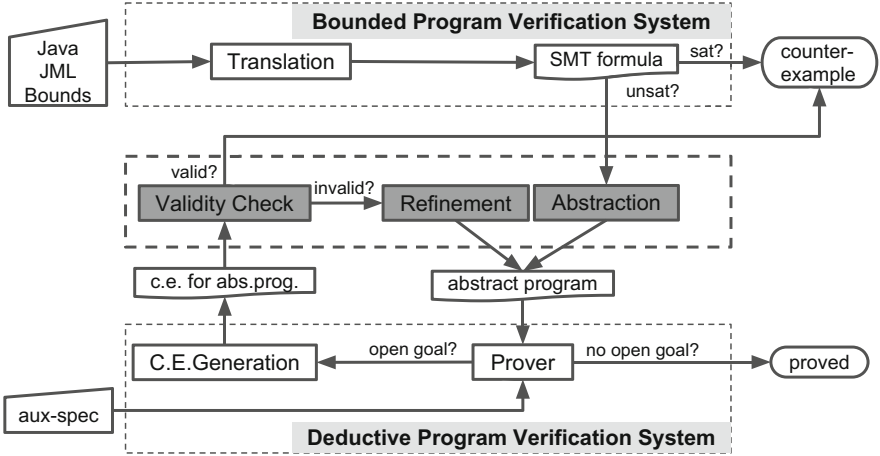 Bounded Program Verification System
Java
JML
Bounds
Translation
SMT formula
sat?
counter-
example
unsat?
valid?
Validity Check
invalid?
Refinement
Abstraction
c.e. for abs.prog.
abstract program
C.E.Generation
open goal?
Prover
no open goal?
proved
aux-spec
Deductive Program Verification System